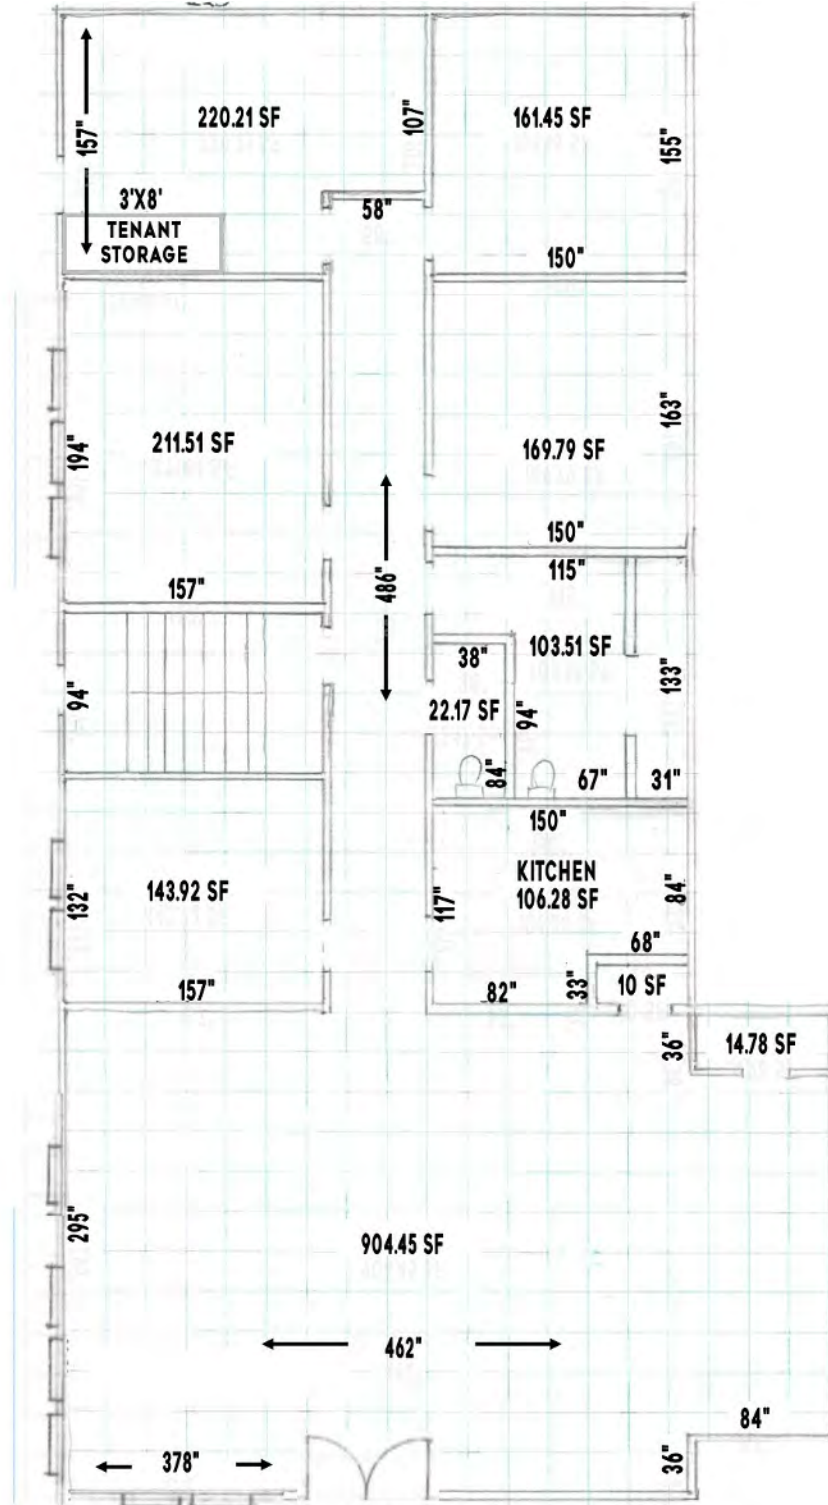 220.21 SF
107"
161.45 SF
157"
155"
3'X8'
TENANT
STORAGE
58"
150"
194"
211.51 SF
163"
169.79 SF
150"
157"
486"
115"
103.51 SF
38"
133"
94"
22.17 SF
94"
84"
67"
31"
150"
KITCHEN
106.28 SF
132"
143.92 SF
117"
84"
68"
157"
82"
33"
10 SF
36"
14.78 SF
295"
904.45 SF
462"
84"
378"
36"